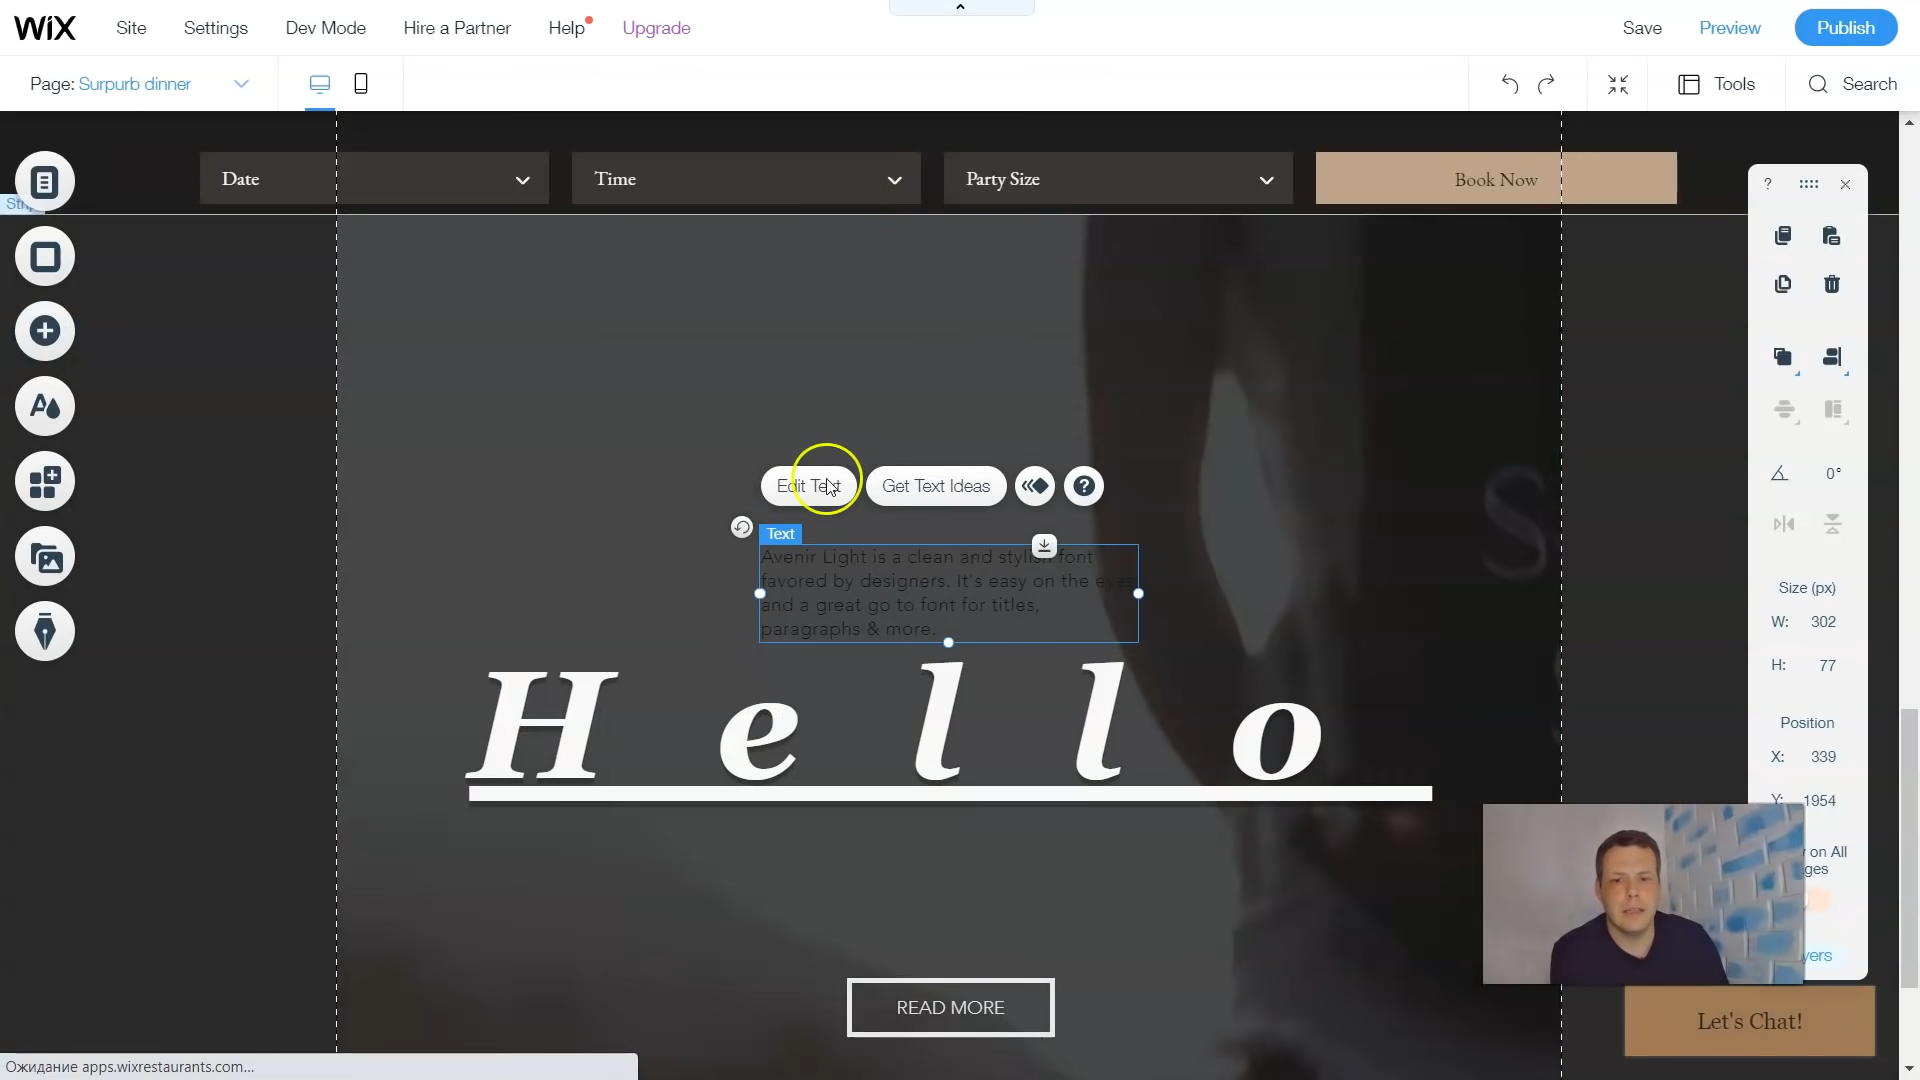 WiX Site Settings Dev Mode Hire a Partner Help Upgrade Save Preview Publish
Page: Surpurb dinner Tools Search
Date Time Party Size Book Now
Edit Text Get Text Ideas
Text
Avenir Light is a clean and stylish font
favored by designers. It's easy on the eyes
and a great go to font for titles,
paragraphs & more.
Hello
READ MORE
0°
Size (px)
W: 302
H: 77
Position
X: 339
Y: 1954
on All
Let's Chat!
Ожидание apps.wixrestaurants.com...